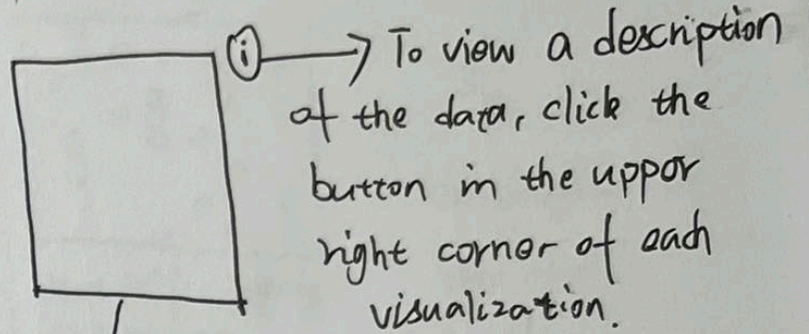 i → To view a description
of the data, click the
button in the uppor
right corner of each
visualization.